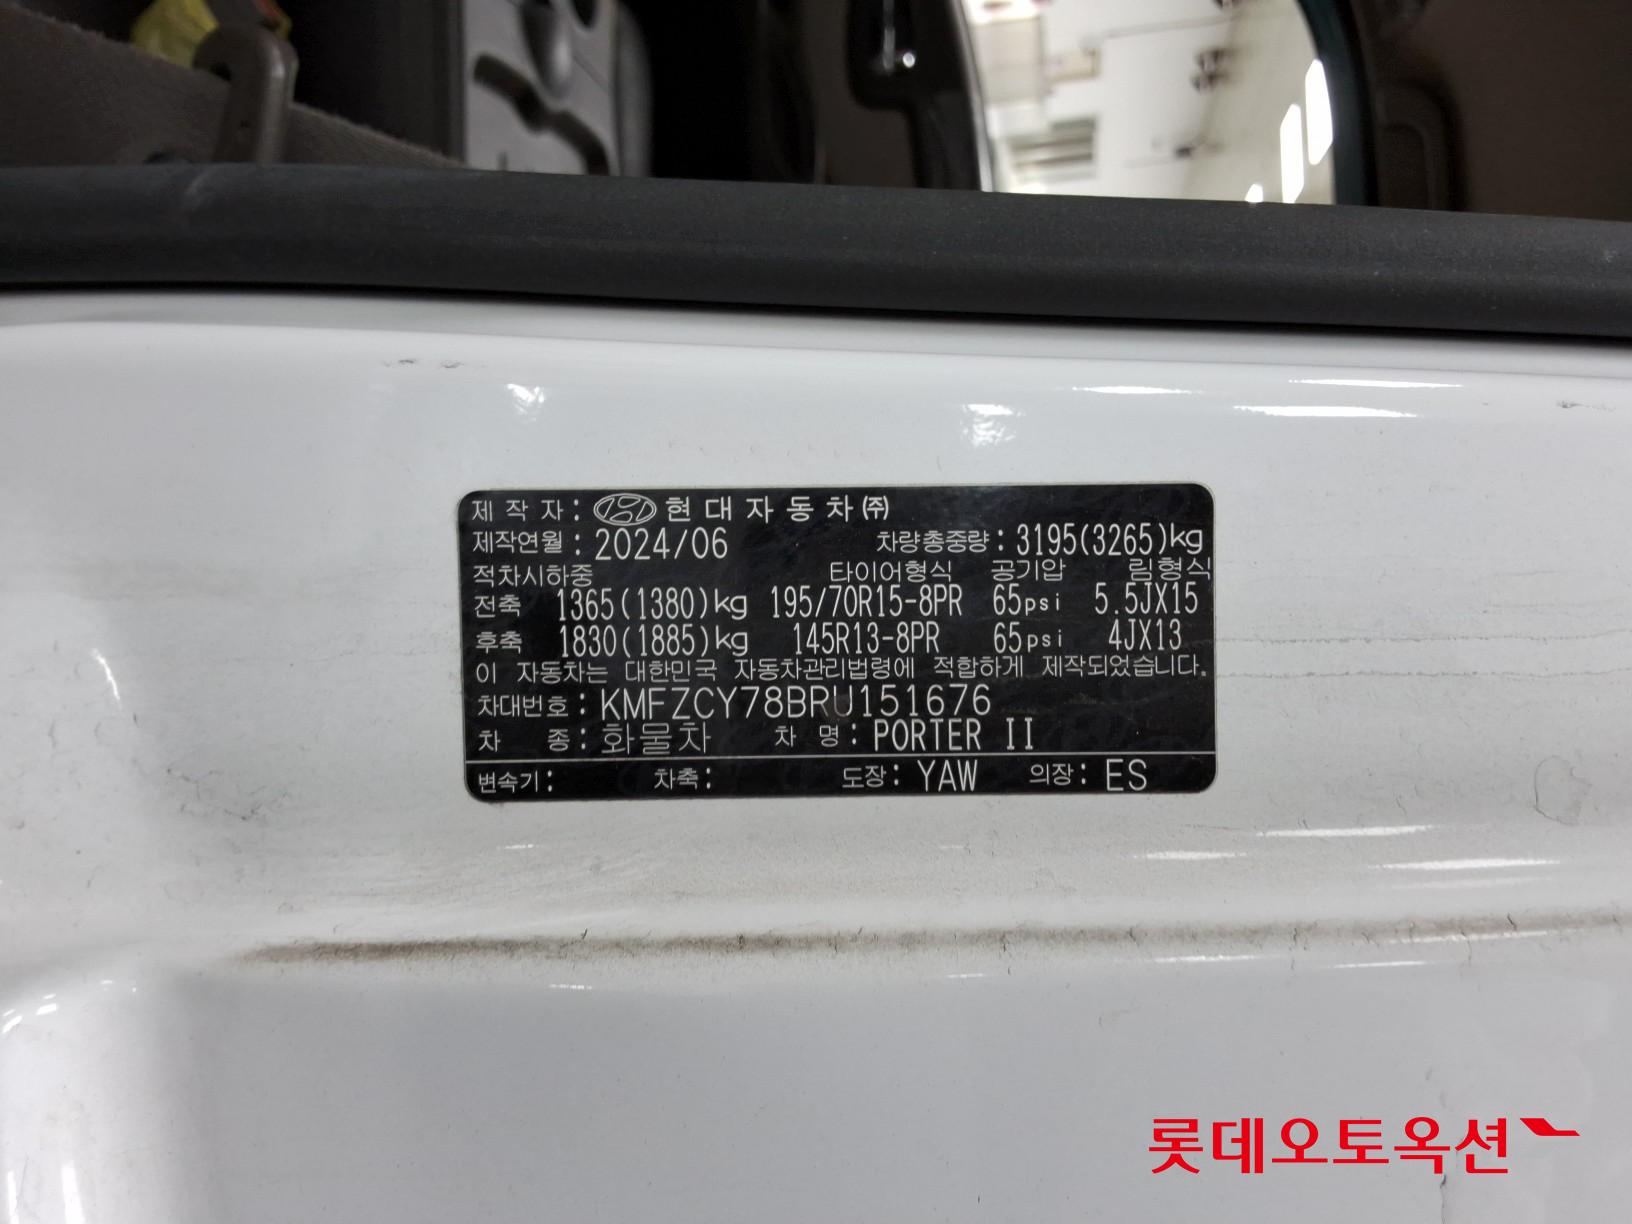 제 작 자 : 현대자동차㈜
제작연월 : 2024/06 차량총중량 : 3195(3265)kg
적차시하중 타이어형식 공기압 림형식
전축 1365(1380)kg 195/70R15-8PR 65psi 5.5JX15
후축 1830(1885)kg 145R13-8PR 65psi 4JX13
이 자동차는 대한민국 자동차관리법령에 적합하게 제작되었습니다.
차대번호 : KMFZCY78BRU151676
차 종 : 화물차 차 명 : PORTER II
변속기 : 차축 : 도장 : YAW 의장 : ES
롯데오토옥션